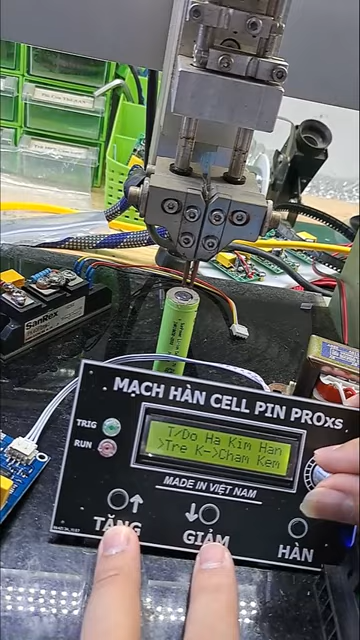 SanRex
MẠCH HÀN CELL PIN PROXS
TRIG
RUN
T/Do Ha Kim Han
>Tre K->Cham Kem
MADE IN VIỆT NAM
TĂNG
GIẢM
HÀN